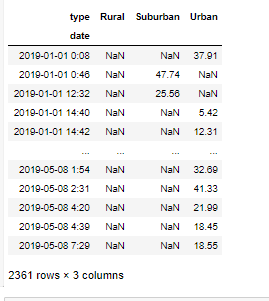 type Rural Suburban Urban
date
2019-01-01 0:08 NaN NaN 37.91
2019-01-01 0:46 NaN 47.74 NaN
2019-01-01 12:32 NaN 25.56 NaN
2019-01-01 14:40 NaN NaN 5.42
2019-01-01 14:42 NaN NaN 12.31
... ... ... ...
2019-05-08 1:54 NaN NaN 32.69
2019-05-08 2:31 NaN NaN 41.33
2019-05-08 4:20 NaN NaN 21.99
2019-05-08 4:39 NaN NaN 18.45
2019-05-08 7:29 NaN NaN 18.55
2361 rows × 3 columns